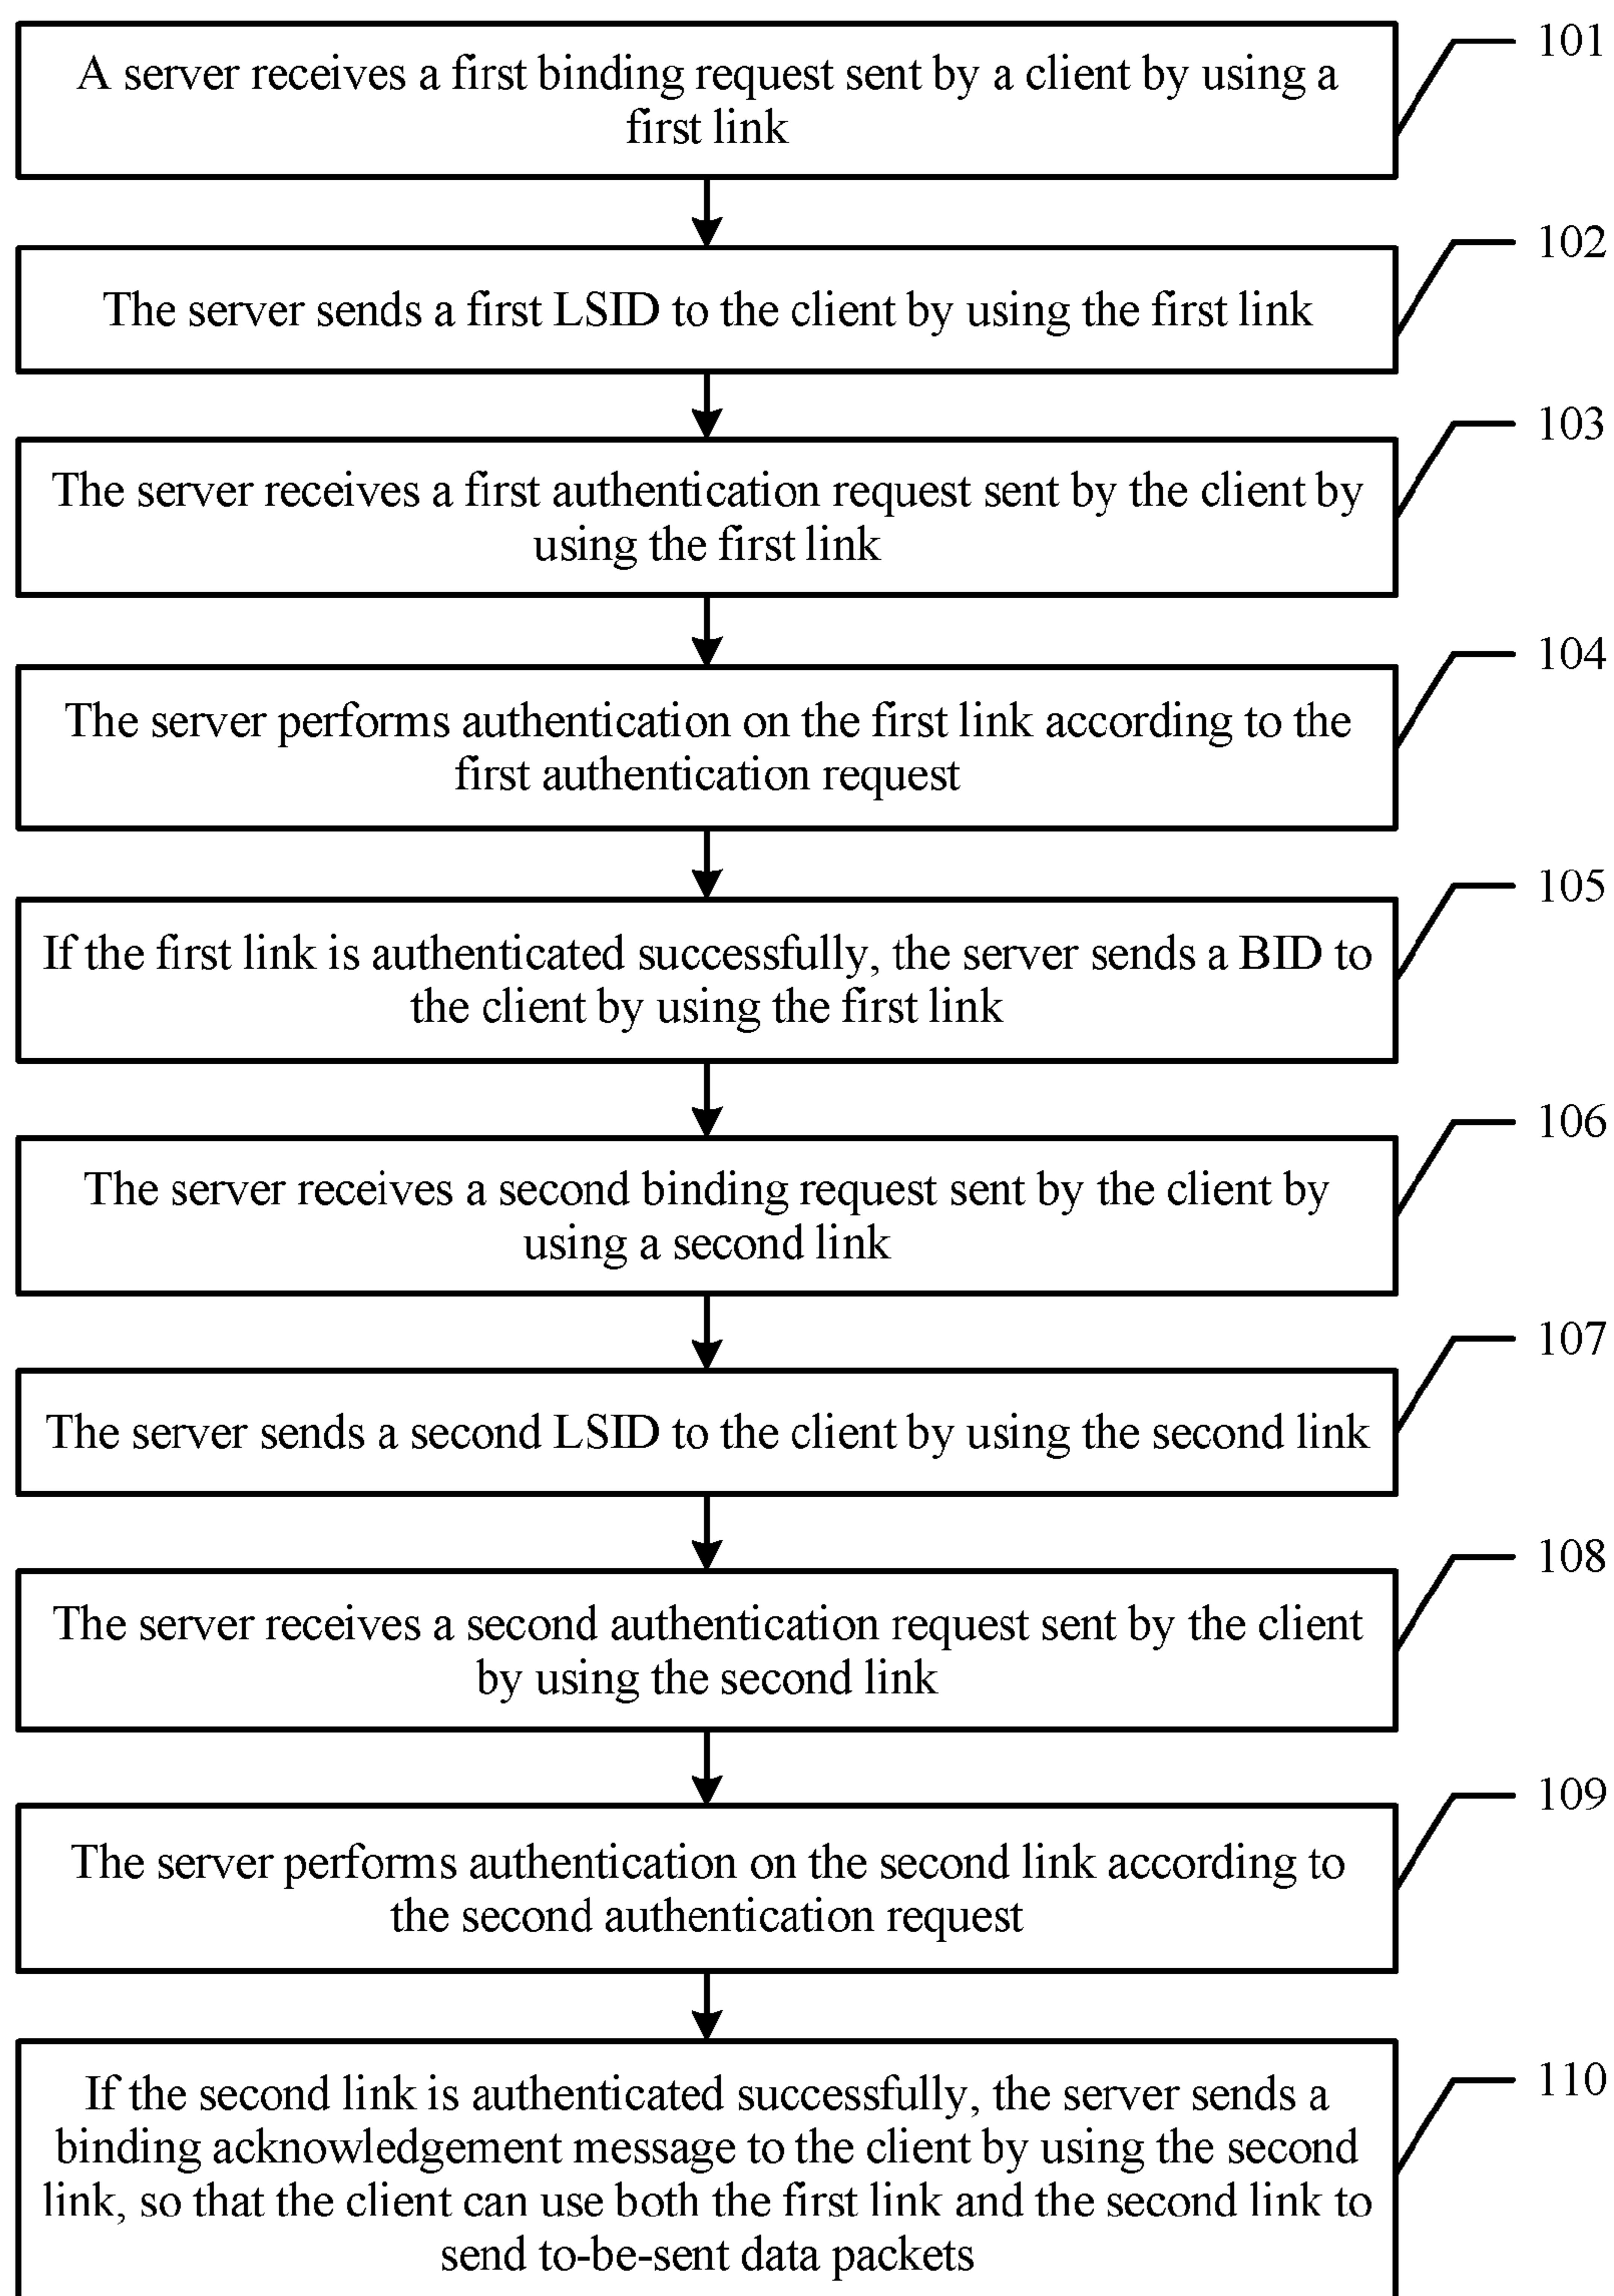 A server receives a first binding request sent by a client by using a
first link
101
The server sends a first LSID to the client by using the first link
102
The server receives a first authentication request sent by the client by
using the first link
103
The server performs authentication on the first link according to the
first authentication request
104
If the first link is authenticated successfully, the server sends a BID to
the client by using the first link
105
The server receives a second binding request sent by the client by
using a second link
106
The server sends a second LSID to the client by using the second link
107
The server receives a second authentication request sent by the client
by using the second link
108
The server performs authentication on the second link according to
the second authentication request
109
If the second link is authenticated successfully, the server sends a
binding acknowledgement message to the client by using the second
link, so that the client can use both the first link and the second link to
send to-be-sent data packets
110